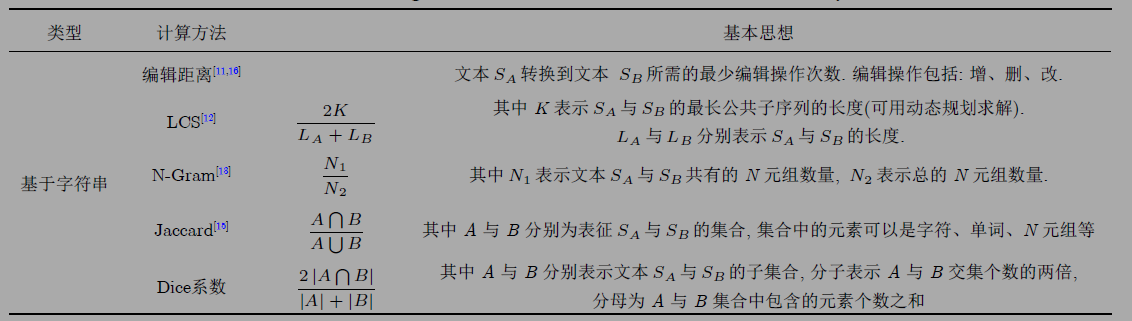 类型 计算方法 基本思想
编辑距离[11,16] 文本 S_A 转换到文本 S_B 所需的最少编辑操作次数. 编辑操作包括: 增、删、改.
LCS[12] 2K / (L_A + L_B) 其中 K 表示 S_A 与 S_B 的最长公共子序列的长度(可用动态规划求解).
L_A 与 L_B 分别表示 S_A 与 S_B 的长度.
基于字符串
N-Gram[18] N_1 / N_2 其中 N_1 表示文本 S_A 与 S_B 共有的 N 元组数量, N_2 表示总的 N 元组数量.
Jaccard[15] A⋂B / A⋃B 其中 A 与 B 分别为表征 S_A 与 S_B 的集合, 集合中的元素可以是字符、单词、N 元组等
Dice系数 2|A⋂B| / (|A| + |B|) 其中 A 与 B 分别表示文本 S_A 与 S_B 的子集合, 分子表示 A 与 B 交集个数的两倍,
分母为 A 与 B 集合中包含的元素个数之和